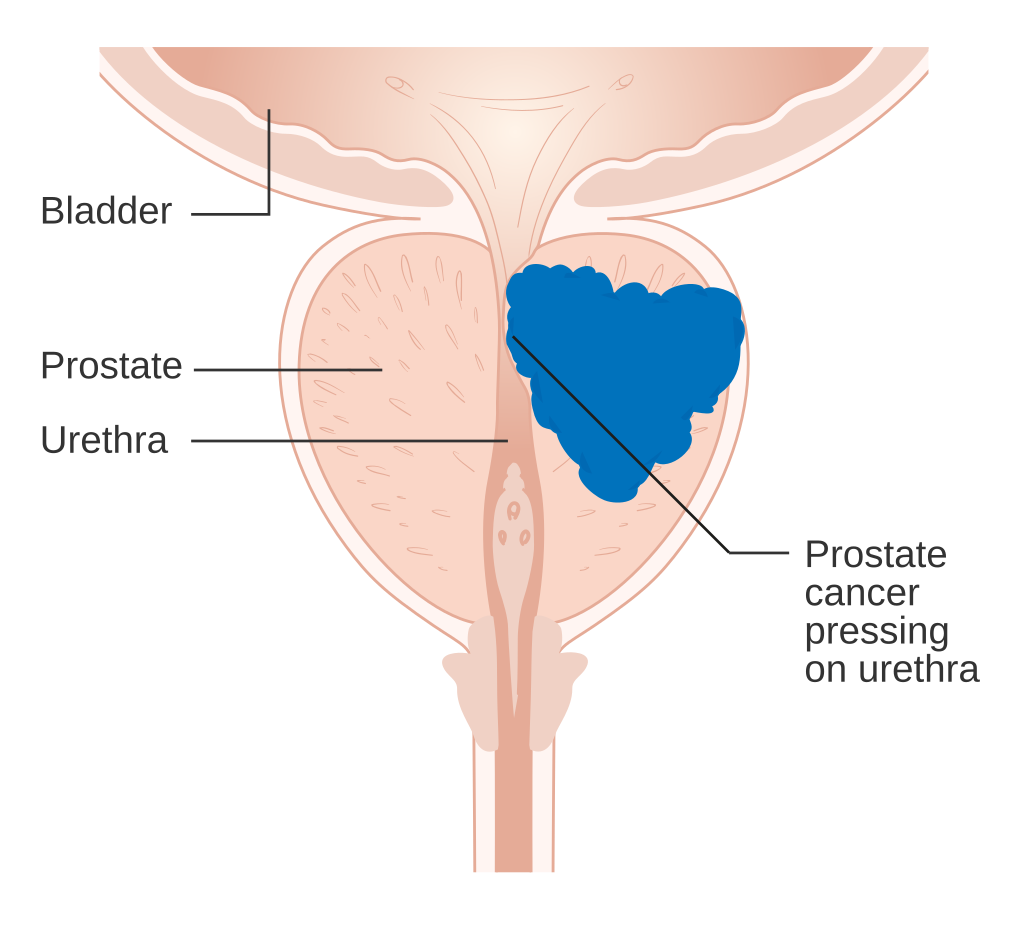 Bladder
Prostate
Urethra
Prostate
cancer
pressing
on urethra